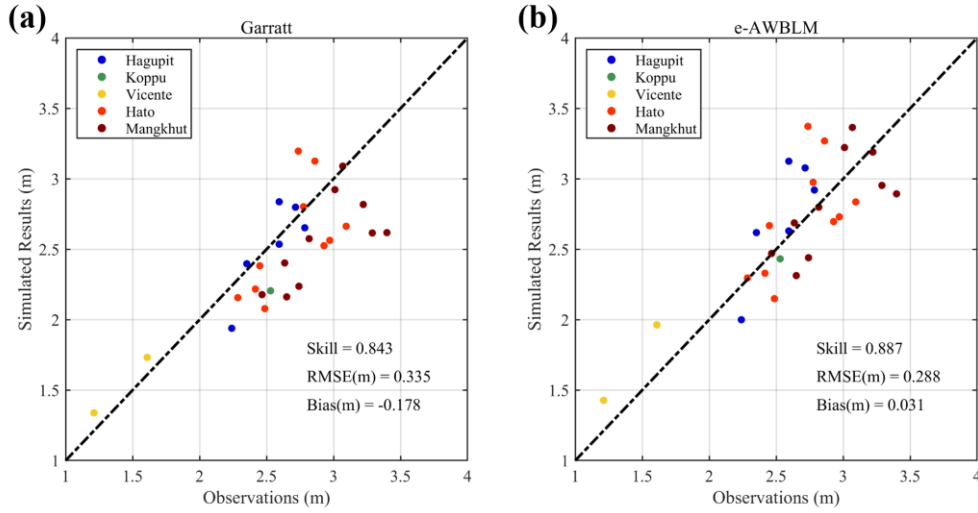 (a)
Garratt
4
3.5
3
2.5
2
1.5
1
Simulated Results (m)
Hagupit
Koppu
Vicente
Hato
Mangkhut
Skill = 0.843
RMSE(m) = 0.335
Bias(m) = -0.178
1 1.5 2 2.5 3 3.5 4
Observations (m)
(b)
e-AWBLM
4
3.5
3
2.5
2
1.5
1
Simulated Results (m)
Hagupit
Koppu
Vicente
Hato
Mangkhut
Skill = 0.887
RMSE(m) = 0.288
Bias(m) = 0.031
1 1.5 2 2.5 3 3.5 4
Observations (m)